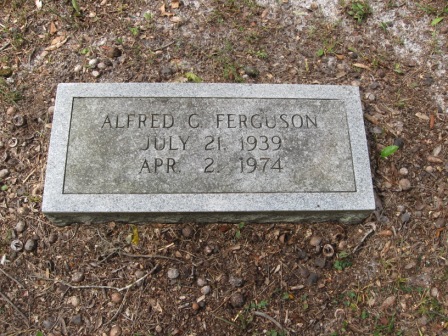 ALFRED C. FERGUSON
JULY 21, 1939
APR. 2, 1974